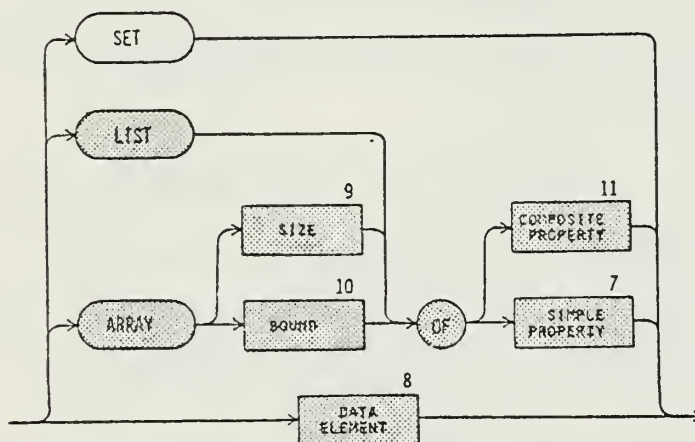 SET
LIST
9
SIZE
11
COMPOSITE
PROPERTY
ARRAY
10
BOUND
OF
7
SIMPLE
PROPERTY
8
DATA
ELEMENT